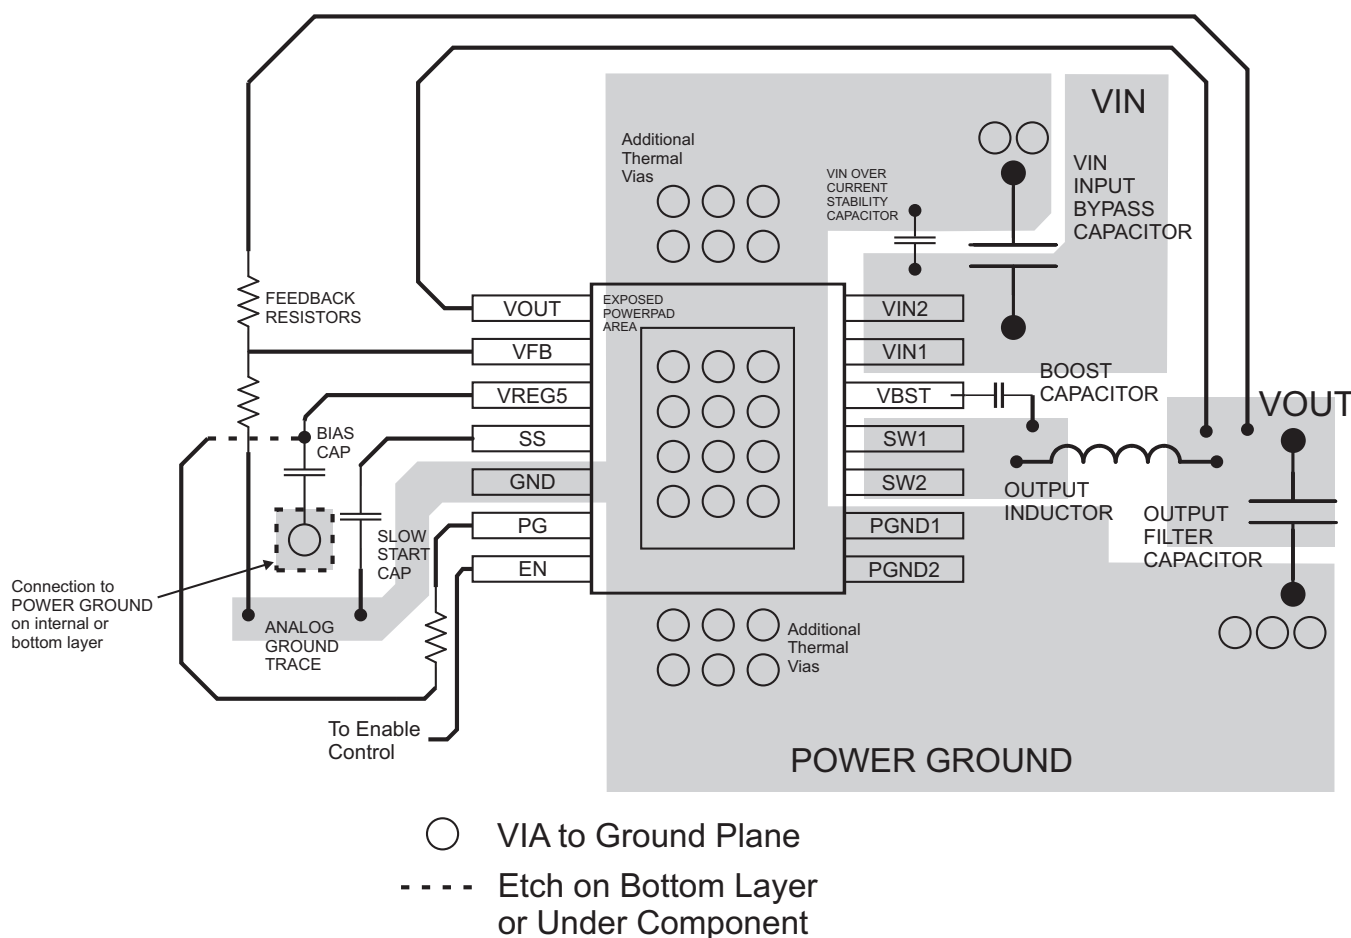 VIN
Additional
Thermal
Vias
VIN OVER
CURRENT
STABILITY
CAPACITOR
VIN
INPUT
BYPASS
CAPACITOR
FEEDBACK
RESISTORS
EXPOSED
POWERPAD
AREA
VOUT
VFB
VREG5
SS
GND
PG
EN
VIN2
VIN1
VBST
SW1
SW2
PGND1
PGND2
BOOST
CAPACITOR
VOUT
BIAS
CAP
OUTPUT
INDUCTOR
OUTPUT
FILTER
CAPACITOR
SLOW
START
CAP
Connection to
POWER GROUND
on internal or
bottom layer
ANALOG
GROUND
TRACE
Additional
Thermal
Vias
To Enable
Control
POWER GROUND
VIA to Ground Plane
Etch on Bottom Layer
or Under Component